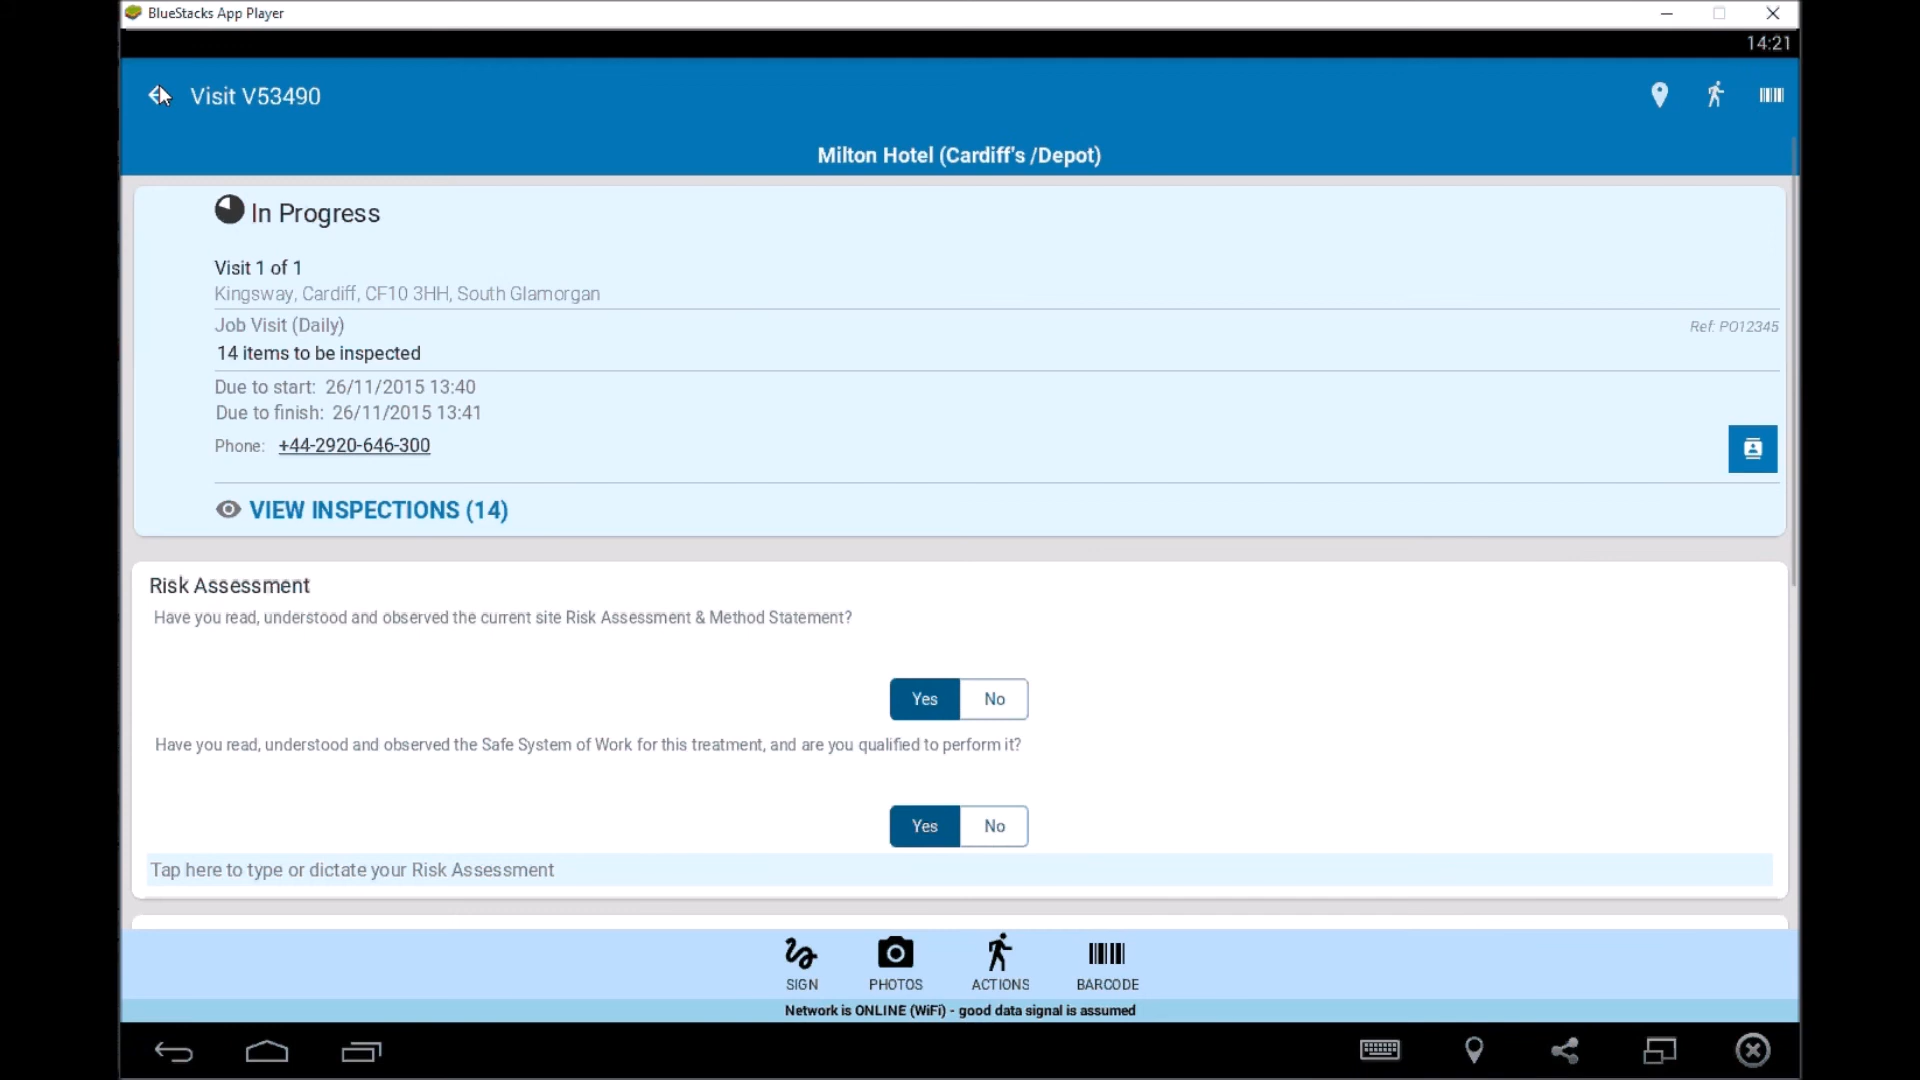 BlueStacks App Player
14:21
Visit V53490
Milton Hotel (Cardiff's /Depot)
In Progress
Visit 1 of 1
Kingsway, Cardiff, CF10 3HH, South Glamorgan
Job Visit (Daily)
Ref: PO12345
14 items to be inspected
Due to start: 26/11/2015 13:40
Due to finish: 26/11/2015 13:41
Phone: +44-2920-646-300
VIEW INSPECTIONS (14)
Risk Assessment
Have you read, understood and observed the current site Risk Assessment & Method Statement?
Yes No
Have you read, understood and observed the Safe System of Work for this treatment, and are you qualified to perform it?
Yes No
Tap here to type or dictate your Risk Assessment
SIGN PHOTOS ACTIONS BARCODE
Network is ONLINE (WiFi) - good data signal is assumed